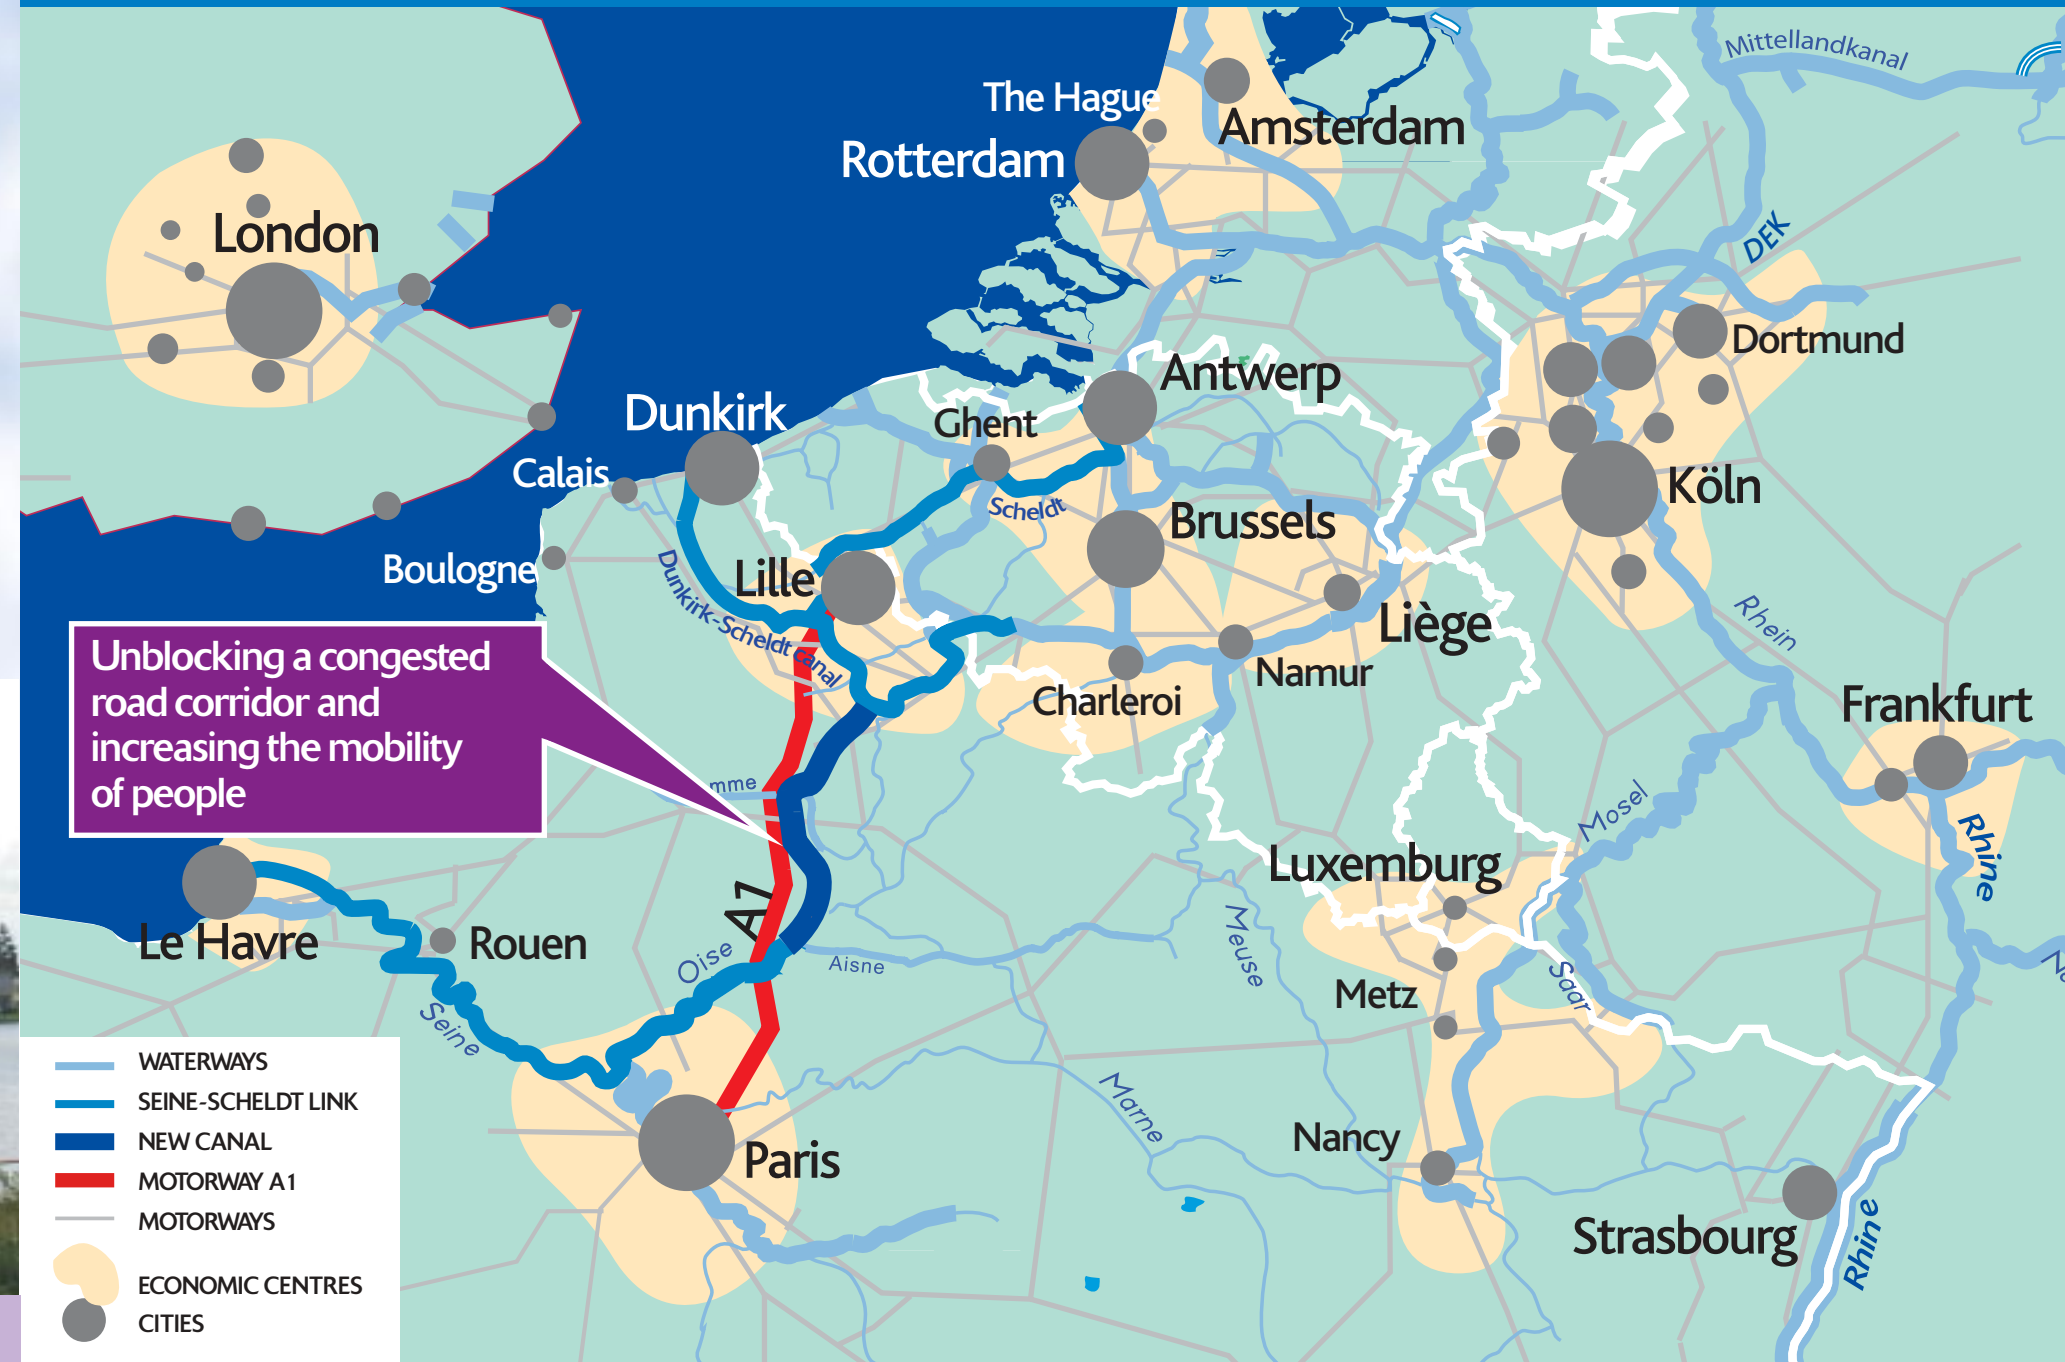 Mittellandkanal
The Hague
Amsterdam
Rotterdam
London
DEK
Dortmund
Antwerp
Dunkirk
Ghent
Calais
Köln
Scheldt
Brussels
Boulogne
Lille
Dunkirk-Scheldt canal
Liège
Rhein
Unblocking a congested
road corridor and
increasing the mobility
of people
Namur
Charleroi
Frankfurt
mme
Mosel
Rhine
Luxemburg
A1
Le Havre
Rouen
Oise
Aisne
Meuse
Metz
Saar
Seine
Marne
Nancy
Paris
Strasbourg
Rhine
WATERWAYS
SEINE-SCHELDT LINK
NEW CANAL
MOTORWAY A1
MOTORWAYS
ECONOMIC CENTRES
CITIES